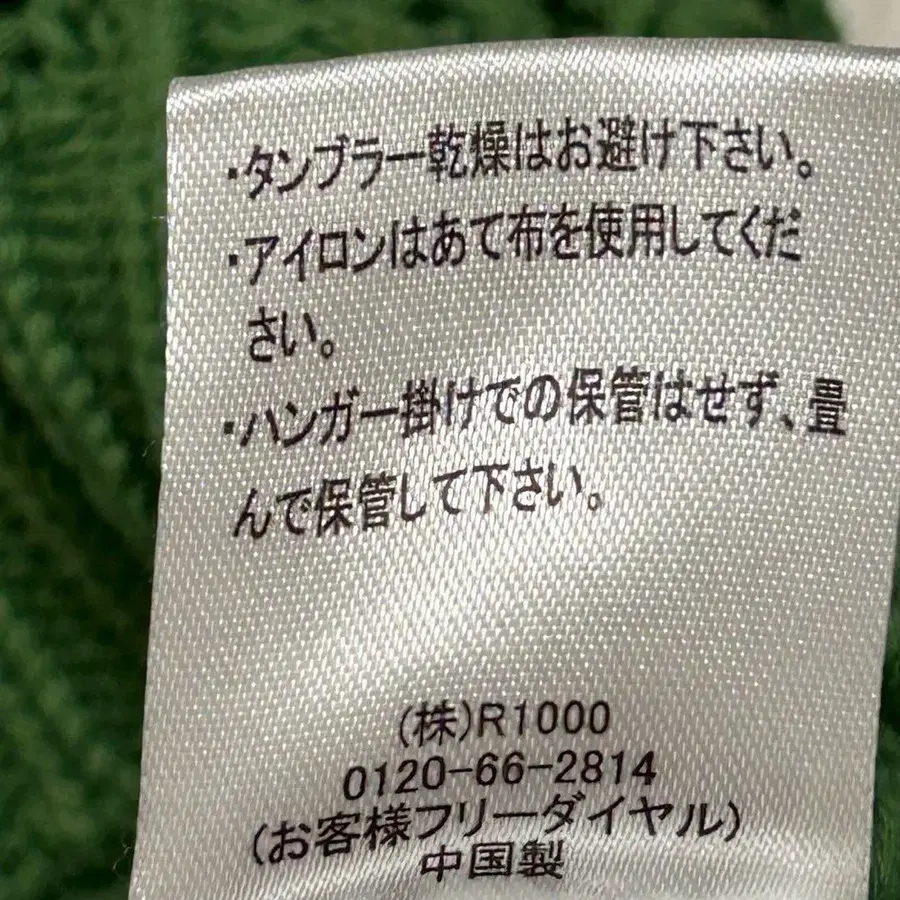 ・タンブラー乾燥はお避け下さい。
・アイロンはあて布を使用してくだ
さい。
・ハンガー掛けでの保管はせず、畳
んで保管して下さい。
(株)R1000
0120-66-2814
(お客様フリーダイヤル)
中国製